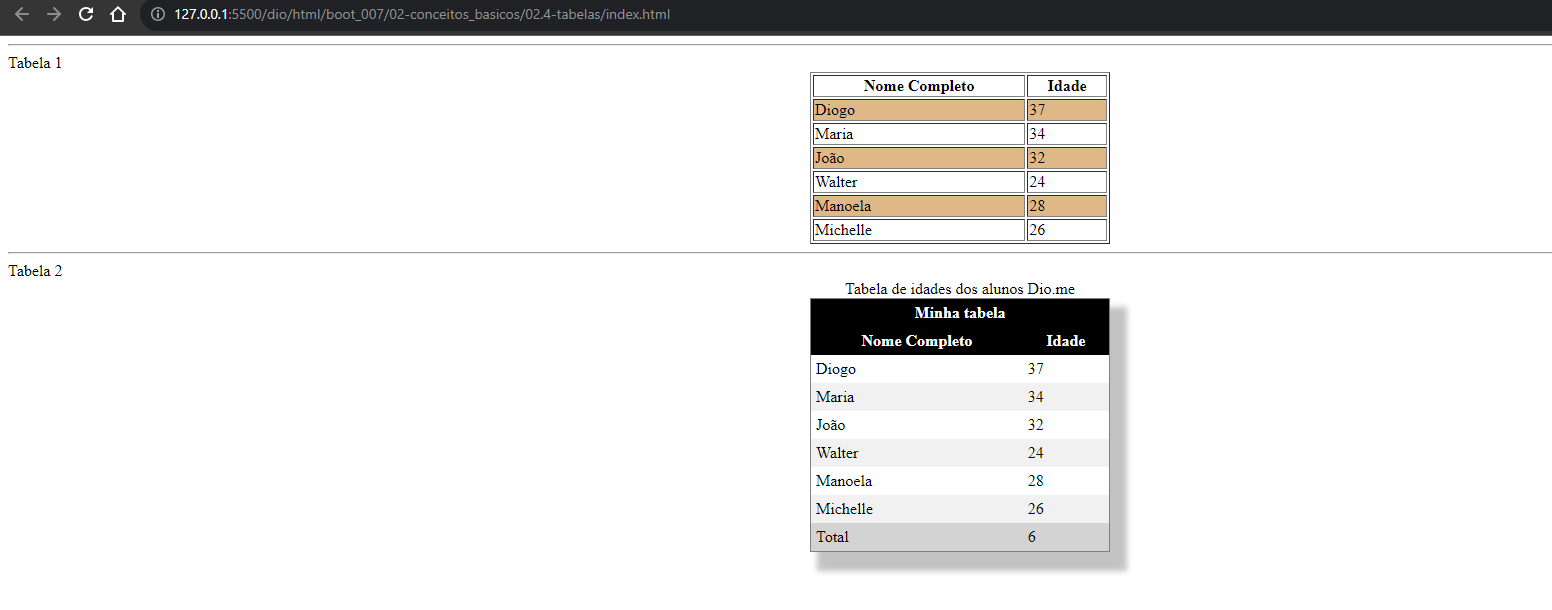 127.0.0.1:5500/dio/html/boot_007/02-conceitos_basicos/02.4-tabelas/index.html
Tabela 1
Nome Completo Idade
Diogo 37
Maria 34
João 32
Walter 24
Manoela 28
Michelle 26
Tabela 2
Tabela de idades dos alunos Dio.me
Minha tabela
Nome Completo Idade
Diogo 37
Maria 34
João 32
Walter 24
Manoela 28
Michelle 26
Total 6